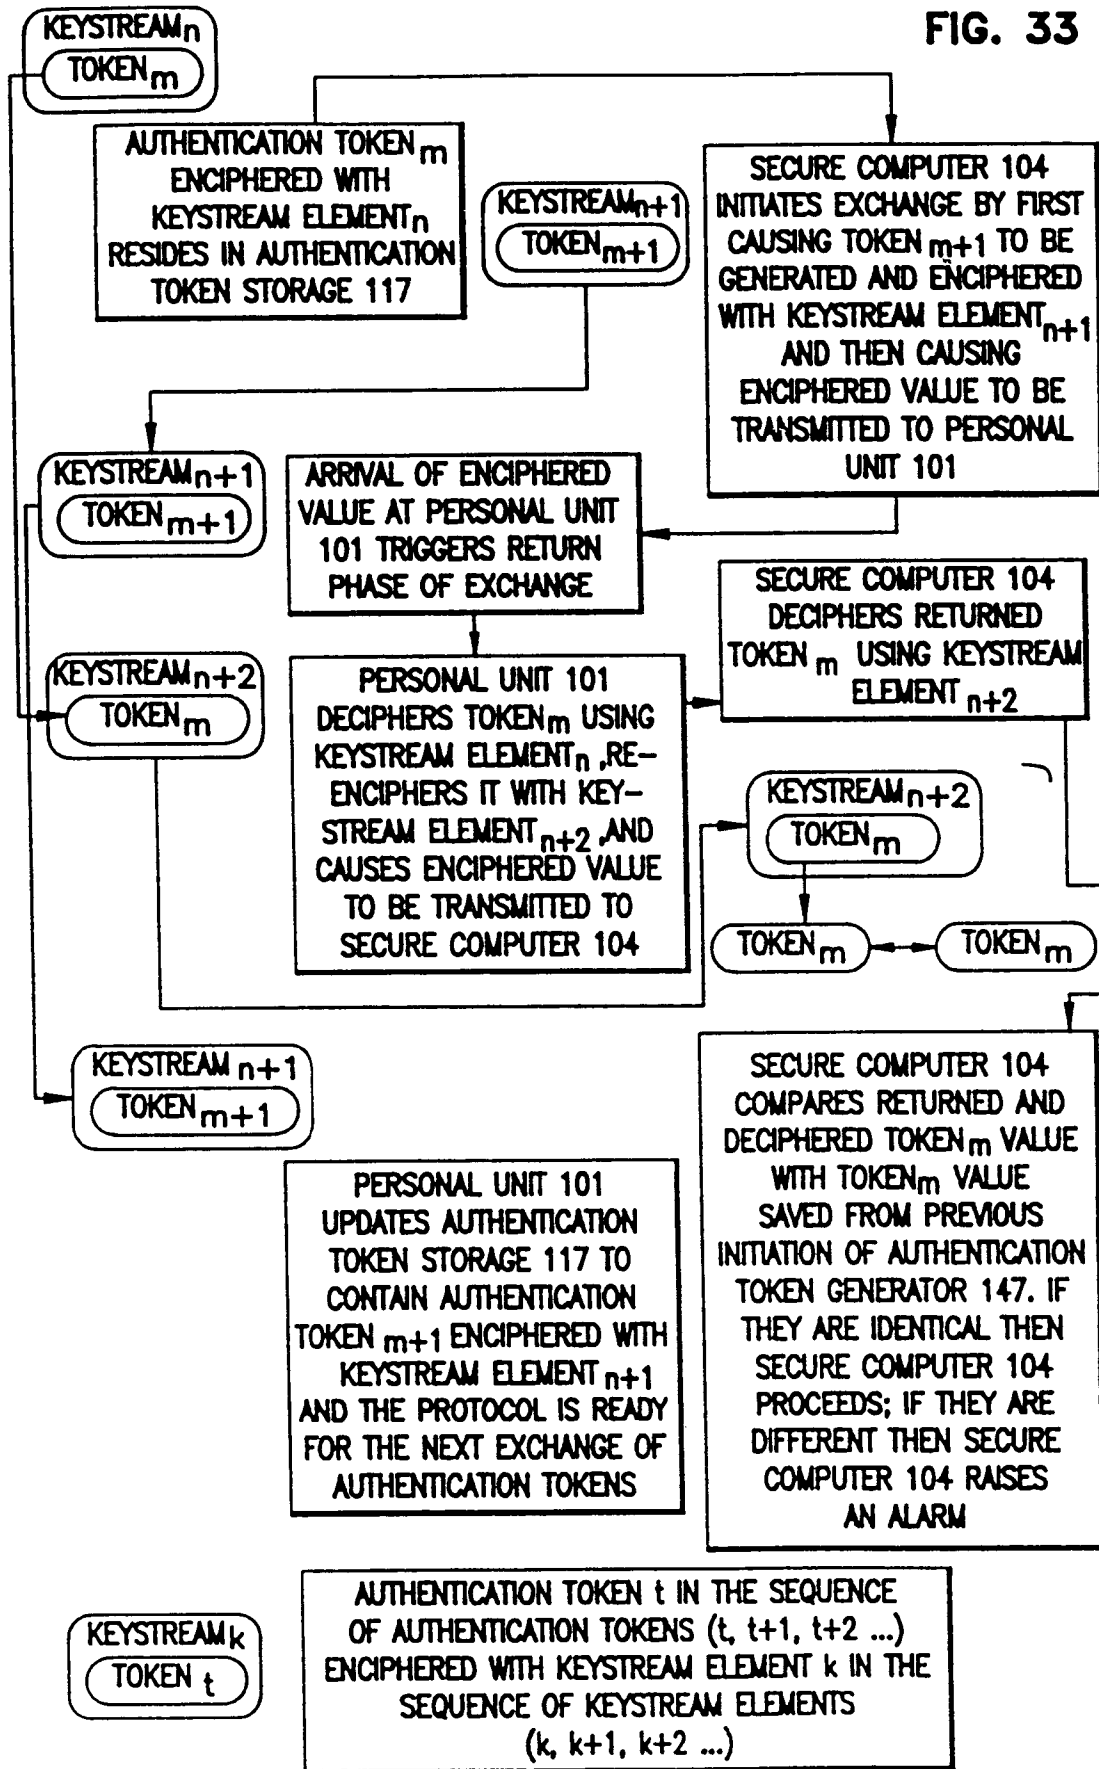 FIG. 33
KEYSTREAMn
TOKENm
AUTHENTICATION TOKENm
ENCIPHERED WITH
KEYSTREAM ELEMENTn
RESIDES IN AUTHENTICATION
TOKEN STORAGE 117
KEYSTREAMn+1
TOKENm+1
SECURE COMPUTER 104
INITIATES EXCHANGE BY FIRST
CAUSING TOKENm+1 TO BE
GENERATED AND ENCIPHERED
WITH KEYSTREAM ELEMENTn+1
AND THEN CAUSING
ENCIPHERED VALUE TO BE
TRANSMITTED TO PERSONAL
UNIT 101
KEYSTREAMn+1
TOKENm+1
ARRIVAL OF ENCIPHERED
VALUE AT PERSONAL UNIT
101 TRIGGERS RETURN
PHASE OF EXCHANGE
SECURE COMPUTER 104
DECIPHERS RETURNED
TOKENm USING KEYSTREAM
ELEMENTn+2
KEYSTREAMn+2
TOKENm
PERSONAL UNIT 101
DECIPHERS TOKENm USING
KEYSTREAM ELEMENTn ,RE-
ENCIPHERS IT WITH KEY-
STREAM ELEMENTn+2 ,AND
CAUSES ENCIPHERED VALUE
TO BE TRANSMITTED TO
SECURE COMPUTER 104
KEYSTREAMn+2
TOKENm
TOKENm
TOKENm
KEYSTREAM n+1
TOKENm+1
SECURE COMPUTER 104
COMPARES RETURNED AND
DECIPHERED TOKENm VALUE
WITH TOKENm VALUE
SAVED FROM PREVIOUS
INITIATION OF AUTHENTICATION
TOKEN GENERATOR 147. IF
THEY ARE IDENTICAL THEN
SECURE COMPUTER 104
PROCEEDS; IF THEY ARE
DIFFERENT THEN SECURE
COMPUTER 104 RAISES
AN ALARM
PERSONAL UNIT 101
UPDATES AUTHENTICATION
TOKEN STORAGE 117 TO
CONTAIN AUTHENTICATION
TOKEN m+1 ENCIPHERED WITH
KEYSTREAM ELEMENT n+1
AND THE PROTOCOL IS READY
FOR THE NEXT EXCHANGE OF
AUTHENTICATION TOKENS
KEYSTREAMk
TOKEN t
AUTHENTICATION TOKEN t IN THE SEQUENCE
OF AUTHENTICATION TOKENS (t, t+1, t+2 ...)
ENCIPHERED WITH KEYSTREAM ELEMENT k IN THE
SEQUENCE OF KEYSTREAM ELEMENTS
(k, k+1, k+2 ...)